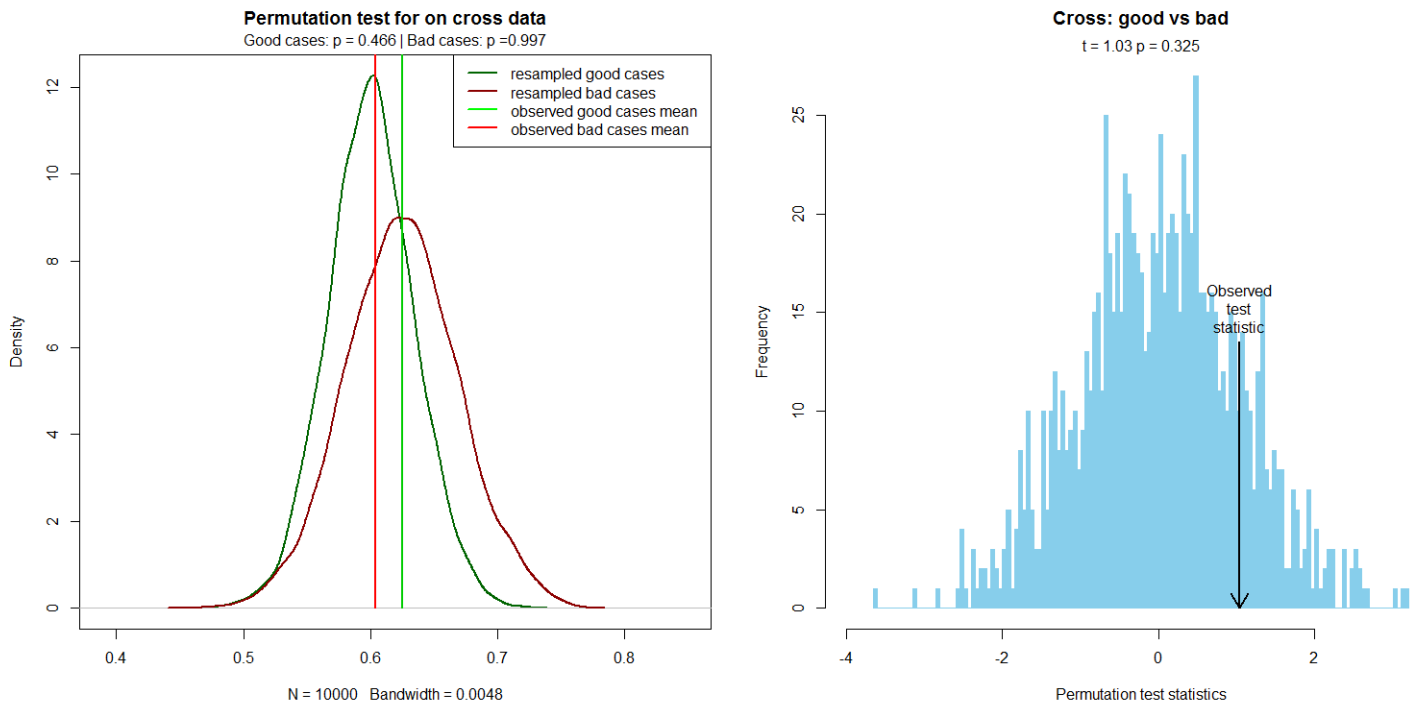 Permutation test for on cross data
Good cases: p = 0.466 | Bad cases: p =0.997
resampled good cases
resampled bad cases
observed good cases mean
observed bad cases mean
Density
0
2
4
6
8
10
12
0.4 0.5 0.6 0.7 0.8
N = 10000 Bandwidth = 0.0048
Cross: good vs bad
t = 1.03 p = 0.325
Observed
test
statistic
Frequency
0
5
10
15
20
25
-4 -2 0 2
Permutation test statistics